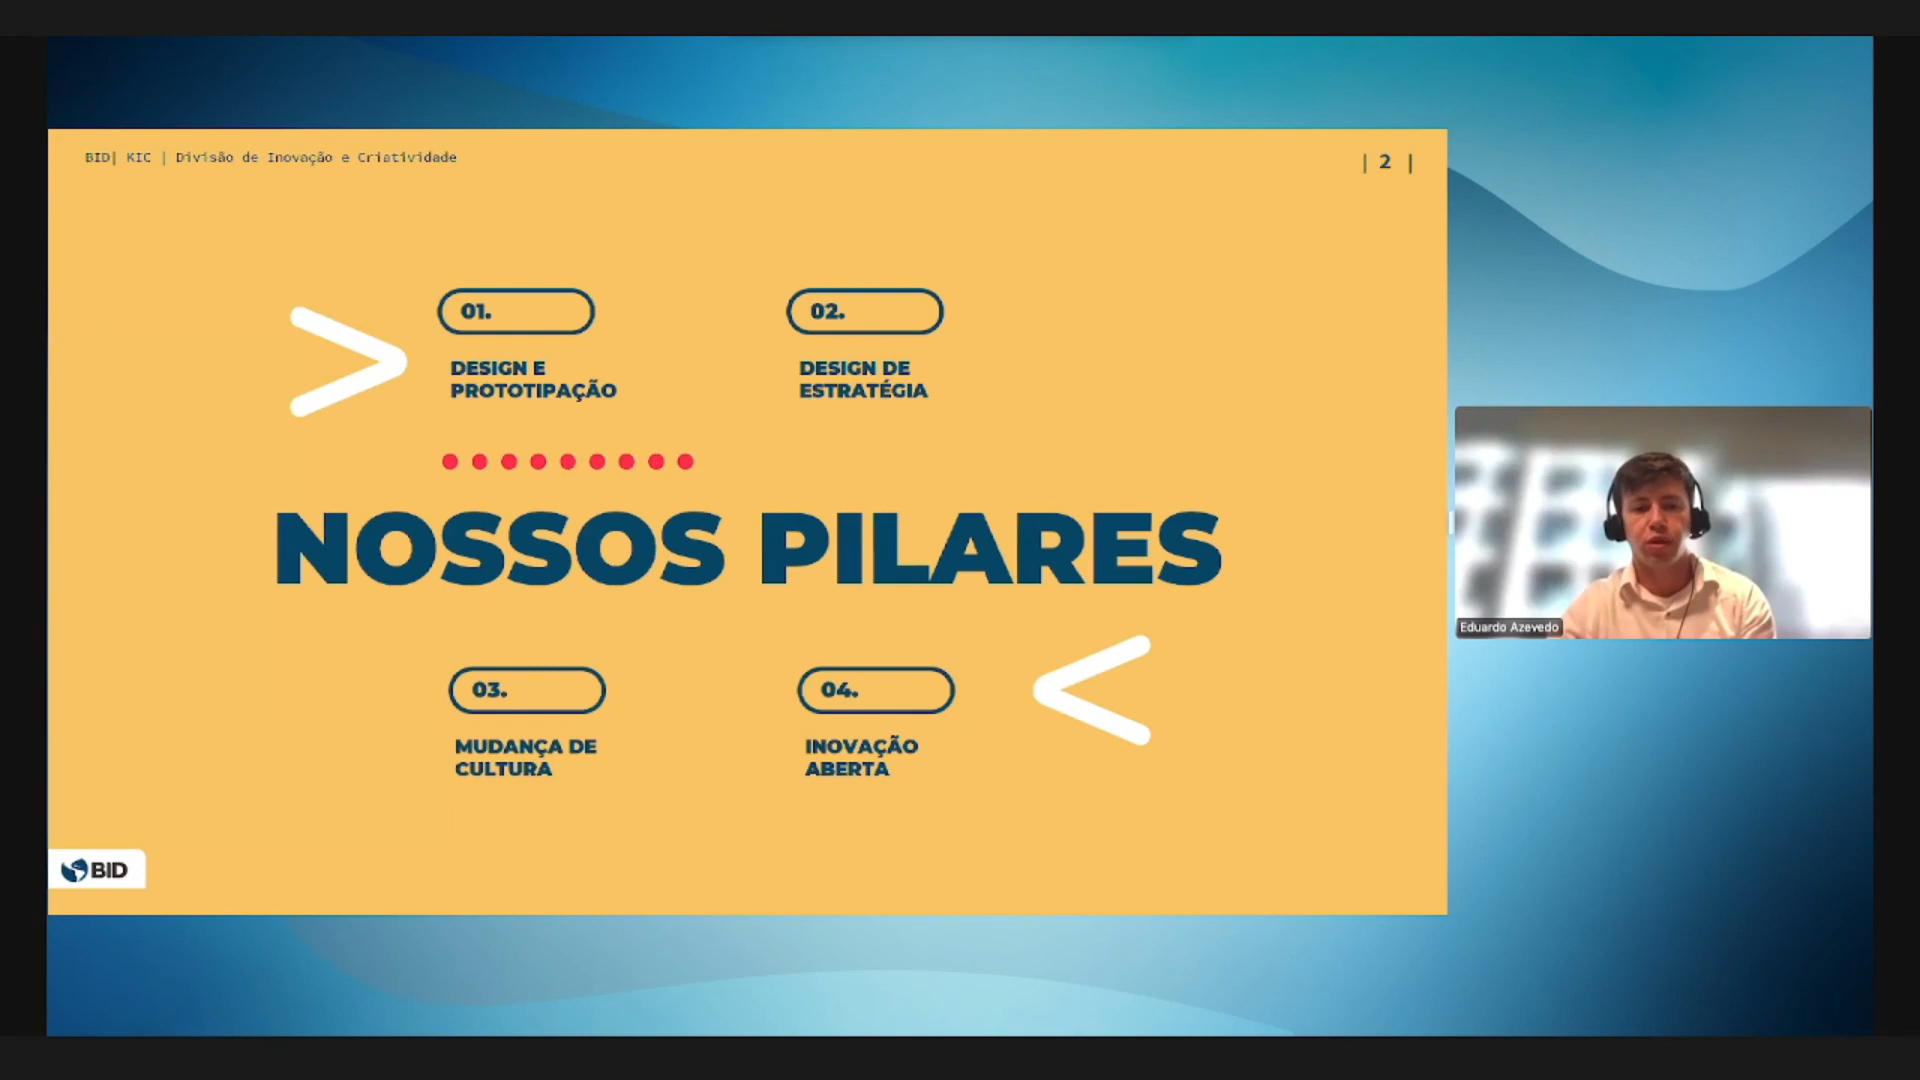 BID| KIC | Divisão de Inovação e Criatividade
| 2 |
01.
DESIGN E
PROTOTIPAÇÃO
02.
DESIGN DE
ESTRATÉGIA
NOSSOS PILARES
03.
MUDANÇA DE
CULTURA
04.
INOVAÇÃO
ABERTA
BID
Eduardo Azevedo